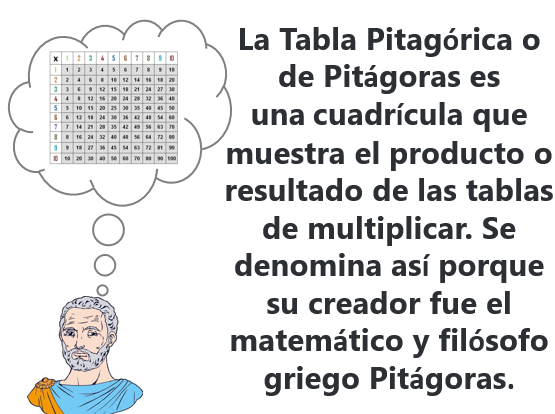 x 1 2 3 4 5 6 7 8 9 10
1 1 2 3 4 5 6 7 8 9 10
2 2 4 6 8 10 12 14 16 18 20
3 3 6 9 12 15 18 21 24 27 30
4 4 8 12 16 20 24 28 32 36 40
5 5 10 15 20 25 30 35 40 45 50
6 6 12 18 24 30 36 42 48 54 60
7 7 14 21 28 35 42 49 56 63 70
8 8 16 24 32 40 48 56 64 72 80
9 9 18 27 36 45 54 63 72 81 90
10 10 20 30 40 50 60 70 80 90 100
La Tabla Pitagórica o
de Pitágoras es
una cuadrícula que
muestra el producto o
resultado de las tablas
de multiplicar. Se
denomina así porque
su creador fue el
matemático y filósofo
griego Pitágoras.